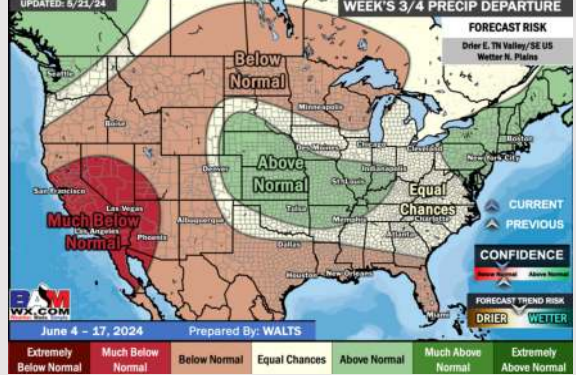 UPDATED: 5/21/24
WEEK'S 3/4 PRECIP DEPARTURE
FORECAST RISK
Drier E. TN Valley/SE US
Wetter N. Plains
Seattle
Below
Normal
Minneapolis
Boise
Des Moines
Chicago
Cleveland
Boston
New York City
Denver
Above
Normal
Indianapolis
St. Louis
San Francisco
Las Vegas
Much Below
Normal
Los Angeles
Phoenix
Albuquerque
Tulsa
Memphis
Equal
Chances
Charlotte
Atlanta
Dallas
Houston
New Orleans
Miami
CURRENT
PREVIOUS
CONFIDENCE
Below Normal
Above Normal
FORECAST TREND RISK
DRIER
WETTER
BAM
WX.COM
June 4 – 17, 2024
Prepared By: WALTS
Extremely
Below Normal
Much Below
Normal
Below Normal
Equal Chances
Above Normal
Much Above
Normal
Extremely
Above Normal